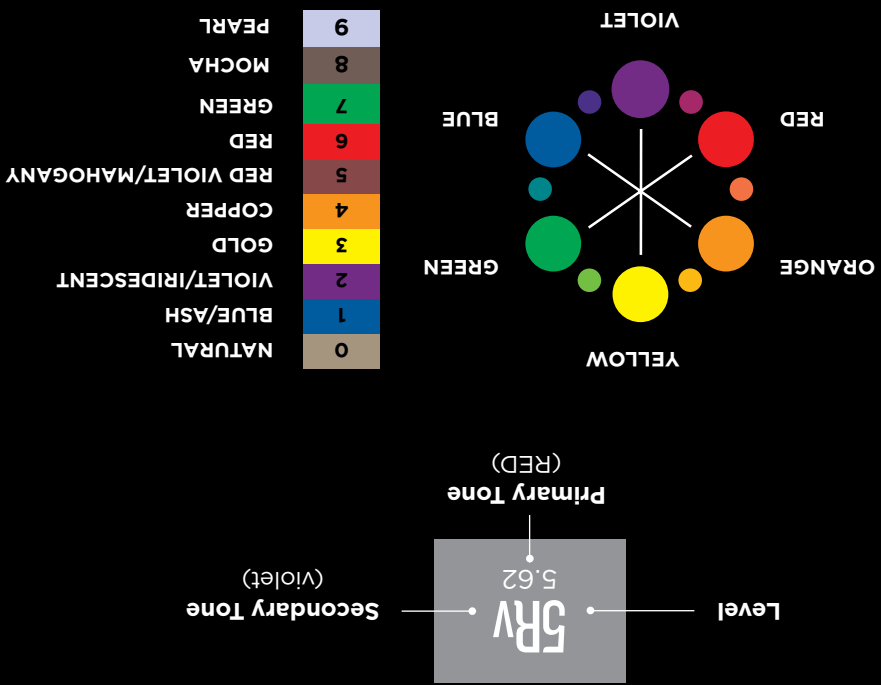 Level
5RV
5.62
Secondary Tone
(violet)
Primary Tone
(RED)
YELLOW
ORANGE
GREEN
RED
BLUE
VIOLET
0 NATURAL
1 BLUE/ASH
2 VIOLET/IRIDESCENT
3 GOLD
4 COPPER
5 RED VIOLET/MAHOGANY
6 RED
7 GREEN
8 MOCHA
9 PEARL